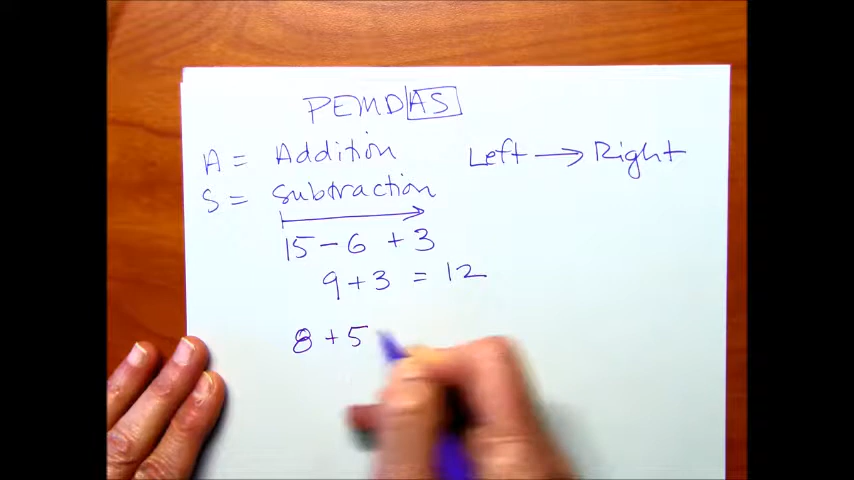 PEMDAS
A = Addition Left → Right
S = Subtraction
15 - 6 + 3
9 + 3 = 12
8 + 5